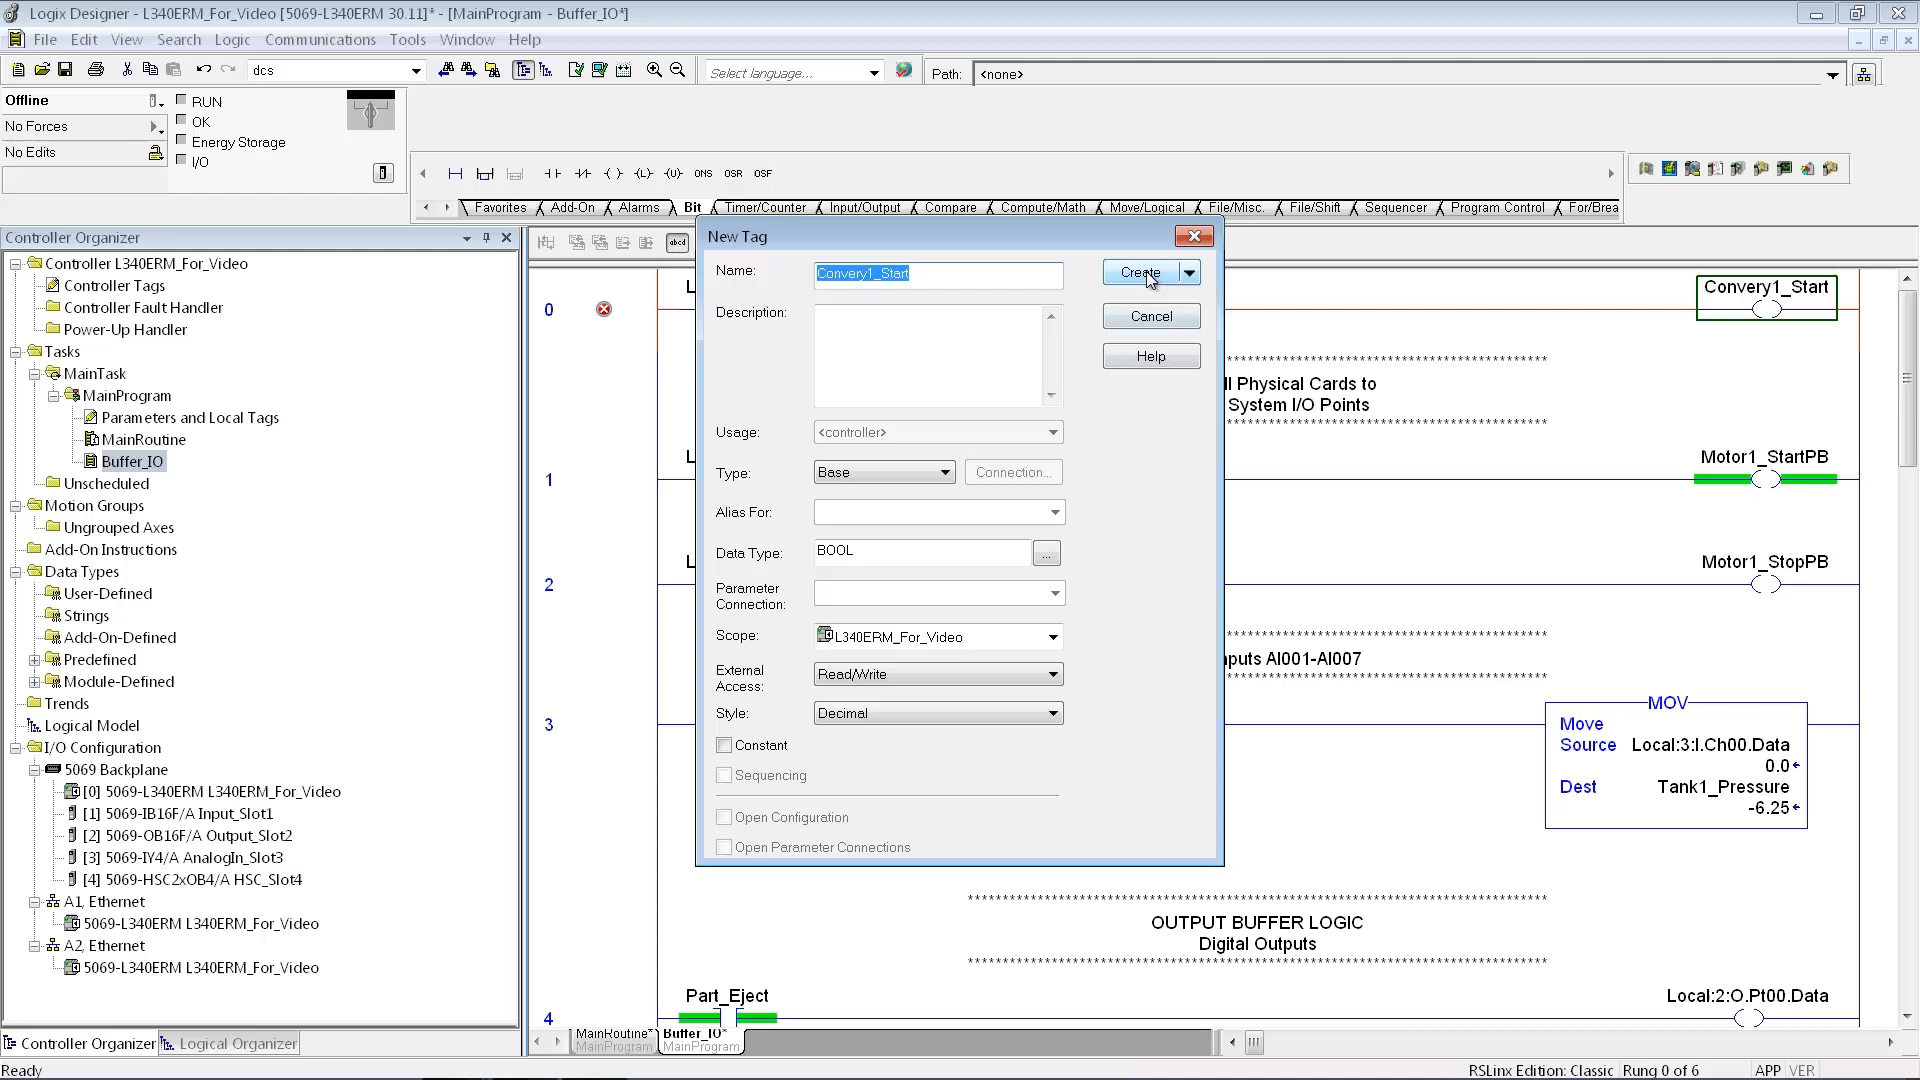 Logix Designer - L340ERM_For_Video [5069-L340ERM 30.11]* - [MainProgram - Buffer_IO*]
File Edit View Search Logic Communications Tools Window Help
dcs
Select language...
Path: <none>
Offline
RUN
No Forces
OK
Energy Storage
No Edits
I/O
ONS OSR OSF
Favorites Add-On Alarms Bit Timer/Counter Input/Output Compare Compute/Math Move/Logical File/Misc. File/Shift Sequencer Program Control For/Brea
Controller Organizer
Controller L340ERM_For_Video
Controller Tags
Controller Fault Handler
Power-Up Handler
Tasks
MainTask
MainProgram
Parameters and Local Tags
MainRoutine
Buffer_IO
Unscheduled
Motion Groups
Ungrouped Axes
Add-On Instructions
Data Types
User-Defined
Strings
Add-On-Defined
Predefined
Module-Defined
Trends
Logical Model
I/O Configuration
5069 Backplane
[0] 5069-L340ERM L340ERM_For_Video
[1] 5069-IB16F/A Input_Slot1
[2] 5069-OB16F/A Output_Slot2
[3] 5069-IY4/A AnalogIn_Slot3
[4] 5069-HSC2xOB4/A HSC_Slot4
A1, Ethernet
5069-L340ERM L340ERM_For_Video
A2, Ethernet
5069-L340ERM L340ERM_For_Video
Controller Organizer
Logical Organizer
abcd
New Tag
Name: Convery1_Start
Create
Description:
Cancel
Help
Usage: <controller>
Type: Base
Connection...
Alias For:
Data Type: BOOL
...
Parameter
Connection:
Scope: L340ERM_For_Video
External
Access: Read/Write
Style: Decimal
Constant
Sequencing
Open Configuration
Open Parameter Connections
0
L
Convery1_Start
*******************************************
ll Physical Cards to
System I/O Points
*******************************************
1
L
Motor1_StartPB
2
L
Motor1_StopPB
*******************************************
puts AI001-AI007
*******************************************
3
MOV
Move
Source Local:3:I.Ch00.Data
0.0
Dest Tank1_Pressure
-6.25
*******************************************
OUTPUT BUFFER LOGIC
Digital Outputs
*******************************************
4
Part_Eject
Local:2:O.Pt00.Data
MainRoutine*
MainProgram
Buffer_IO*
MainProgram
Ready
RSLinx Edition: Classic
Rung 0 of 6
APP
VER